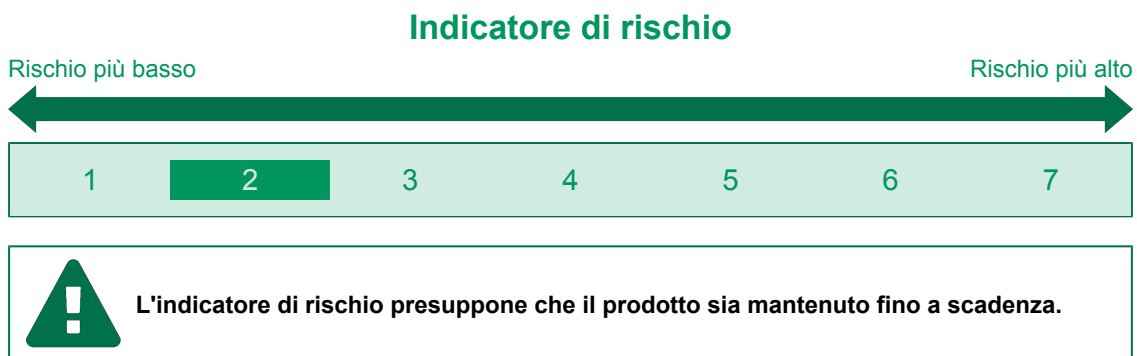 Indicatore di rischio
Rischio più basso Rischio più alto
1 2 3 4 5 6 7
L'indicatore di rischio presuppone che il prodotto sia mantenuto fino a scadenza.